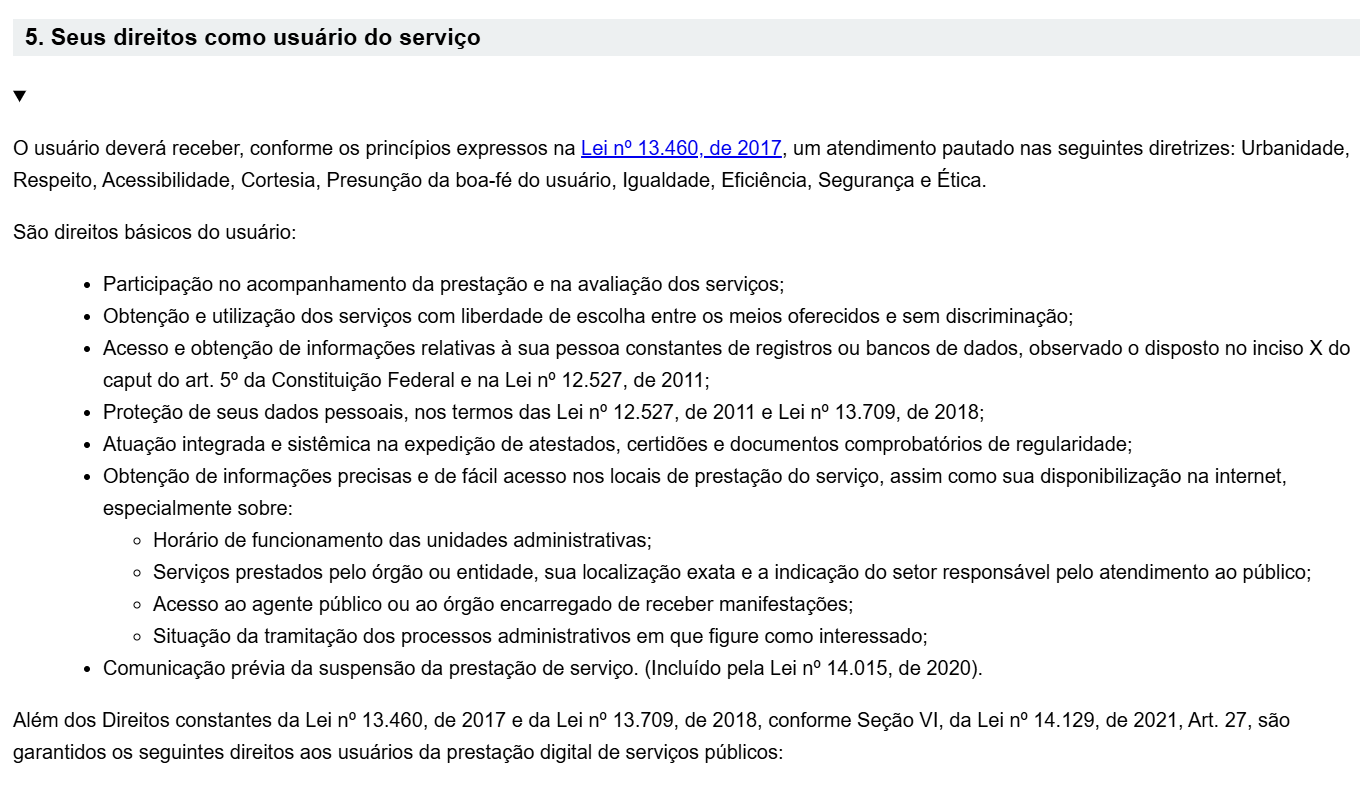 5. Seus direitos como usuário do serviço
O usuário deverá receber, conforme os princípios expressos na Lei nº 13.460, de 2017, um atendimento pautado nas seguintes diretrizes: Urbanidade,
Respeito, Acessibilidade, Cortesia, Presunção da boa-fé do usuário, Igualdade, Eficiência, Segurança e Ética.
São direitos básicos do usuário:
• Participação no acompanhamento da prestação e na avaliação dos serviços;
• Obtenção e utilização dos serviços com liberdade de escolha entre os meios oferecidos e sem discriminação;
• Acesso e obtenção de informações relativas à sua pessoa constantes de registros ou bancos de dados, observado o disposto no inciso X do
caput do art. 5º da Constituição Federal e na Lei nº 12.527, de 2011;
• Proteção de seus dados pessoais, nos termos das Lei nº 12.527, de 2011 e Lei nº 13.709, de 2018;
• Atuação integrada e sistêmica na expedição de atestados, certidões e documentos comprobatórios de regularidade;
• Obtenção de informações precisas e de fácil acesso nos locais de prestação do serviço, assim como sua disponibilização na internet,
especialmente sobre:
◦ Horário de funcionamento das unidades administrativas;
◦ Serviços prestados pelo órgão ou entidade, sua localização exata e a indicação do setor responsável pelo atendimento ao público;
◦ Acesso ao agente público ou ao órgão encarregado de receber manifestações;
◦ Situação da tramitação dos processos administrativos em que figure como interessado;
• Comunicação prévia da suspensão da prestação de serviço. (Incluído pela Lei nº 14.015, de 2020).
Além dos Direitos constantes da Lei nº 13.460, de 2017 e da Lei nº 13.709, de 2018, conforme Seção VI, da Lei nº 14.129, de 2021, Art. 27, são
garantidos os seguintes direitos aos usuários da prestação digital de serviços públicos: